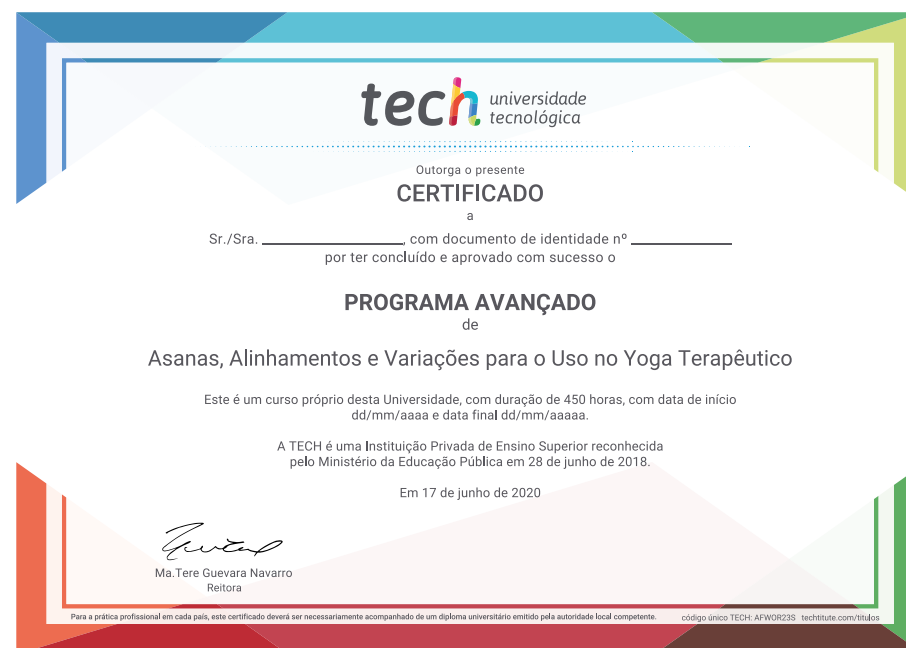 tech universidade
tecnológica
Outorga o presente
CERTIFICADO
a
Sr./Sra. ________________, com documento de identidade nº ____________
por ter concluído e aprovado com sucesso o
PROGRAMA AVANÇADO
de
Asanas, Alinhamentos e Variações para o Uso no Yoga Terapêutico
Este é um curso próprio desta Universidade, com duração de 450 horas, com data de início
dd/mm/aaaa e data final dd/mm/aaaaa.
A TECH é uma Instituição Privada de Ensino Superior reconhecida
pelo Ministério da Educação Pública em 28 de junho de 2018.
Em 17 de junho de 2020
Ma.Tere Guevara Navarro
Reitora
Para a prática profissional em cada país, este certificado deverá ser necessariamente acompanhado de um diploma universitário emitido pela autoridade local competente. código único TECH: AFWOR23S techtitute.com/titulos